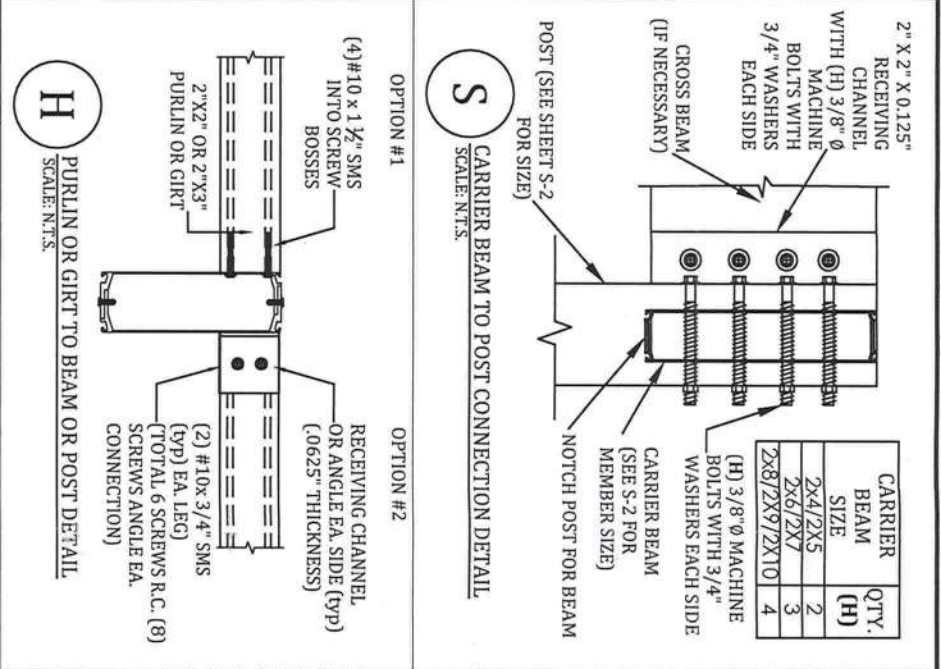 2" X 2" X 0.125"
RECEIVING
CHANNEL
WITH (H) 3/8" Ø
MACHINE
BOLTS WITH
3/4" WASHERS
EACH SIDE
CROSS BEAM
(IF NECESSARY)
POST (SEE SHEET S-2
FOR SIZE)
CARRIER
BEAM
SIZE
QTY.
(H)
2x4/2X5 2
2x6/2X7 3
2x8/2X9/2X10 4
(H) 3/8"Ø MACHINE
BOLTS WITH 3/4"
WASHERS EACH SIDE
CARRIER BEAM
(SEE S-2 FOR
MEMBER SIZE)
NOTCH POST FOR BEAM
S
CARRIER BEAM TO POST CONNECTION DETAIL
SCALE: N.T.S.
OPTION #1
(4)#10 x 1 ½" SMS
INTO SCREW
BOSSES
2"X2" OR 2"X3"
PURLIN OR GIRT
OPTION #2
RECEIVING CHANNEL
OR ANGLE EA. SIDE (typ)
(.0625" THICKNESS)
(2) #10x 3/4" SMS
(typ) EA. LEG)
(TOTAL 6 SCREWS R.C. (8)
SCREWS ANGLE EA.
CONNECTION)
H
PURLIN OR GIRT TO BEAM OR POST DETAIL
SCALE: N.T.S.